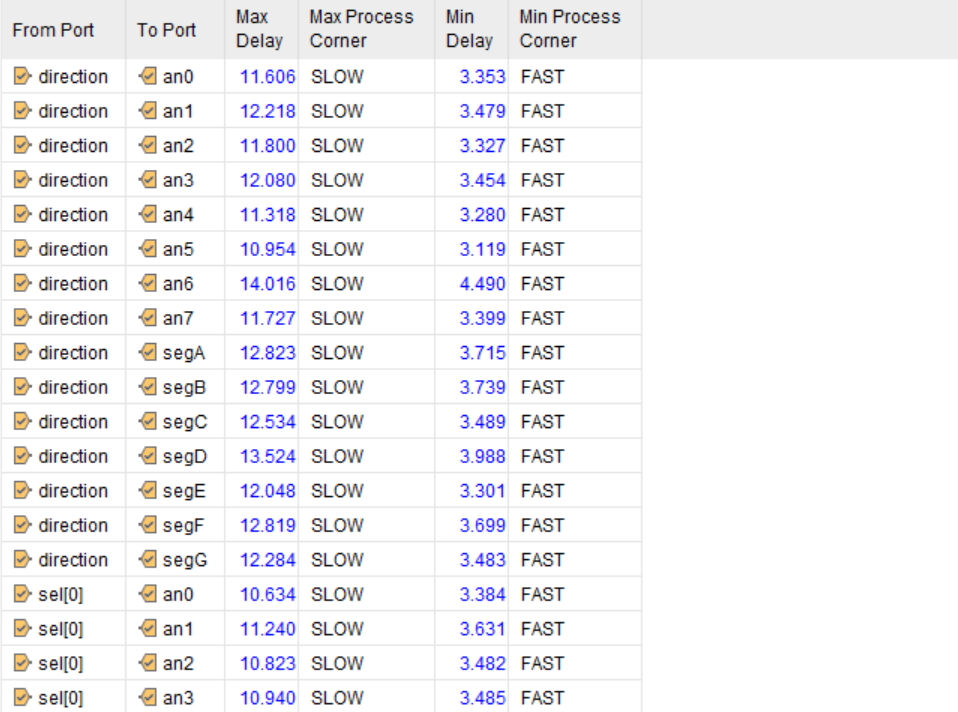 From Port To Port Max Delay Max Process Corner Min Delay Min Process Corner
direction an0 11.606 SLOW 3.353 FAST
direction an1 12.218 SLOW 3.479 FAST
direction an2 11.800 SLOW 3.327 FAST
direction an3 12.080 SLOW 3.454 FAST
direction an4 11.318 SLOW 3.280 FAST
direction an5 10.954 SLOW 3.119 FAST
direction an6 14.016 SLOW 4.490 FAST
direction an7 11.727 SLOW 3.399 FAST
direction segA 12.823 SLOW 3.715 FAST
direction segB 12.799 SLOW 3.739 FAST
direction segC 12.534 SLOW 3.489 FAST
direction segD 13.524 SLOW 3.988 FAST
direction segE 12.048 SLOW 3.301 FAST
direction segF 12.819 SLOW 3.699 FAST
direction segG 12.284 SLOW 3.483 FAST
sel[0] an0 10.634 SLOW 3.384 FAST
sel[0] an1 11.240 SLOW 3.631 FAST
sel[0] an2 10.823 SLOW 3.482 FAST
sel[0] an3 10.940 SLOW 3.485 FAST